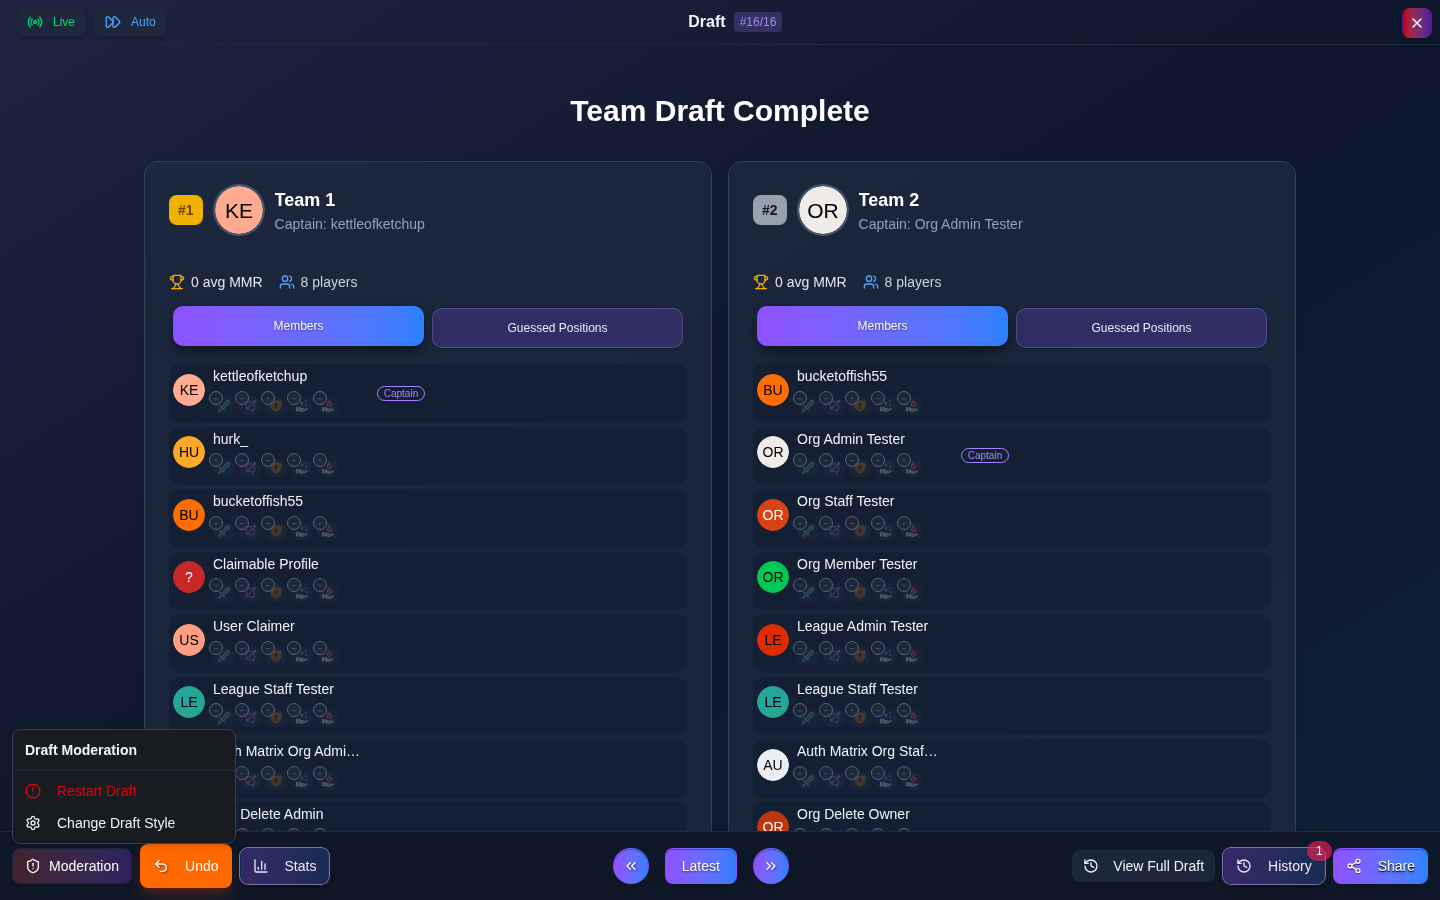 Live
Auto
Draft
#16/16
Team Draft Complete
#1
KE
Team 1
Captain: kettleofketchup
0 avg MMR
8 players
Members
Guessed Positions
KE
kettleofketchup
Captain
HU
hurk_
BU
bucketoffish55
?
Claimable Profile
US
User Claimer
LE
League Staff Tester
h Matrix Org Admi…
Delete Admin
#2
OR
Team 2
Captain: Org Admin Tester
0 avg MMR
8 players
Members
Guessed Positions
BU
bucketoffish55
OR
Org Admin Tester
Captain
OR
Org Staff Tester
OR
Org Member Tester
LE
League Admin Tester
LE
League Staff Tester
AU
Auth Matrix Org Staf…
OR
Org Delete Owner
Draft Moderation
Restart Draft
Change Draft Style
Moderation
Undo
Stats
Latest
View Full Draft
History
1
Share